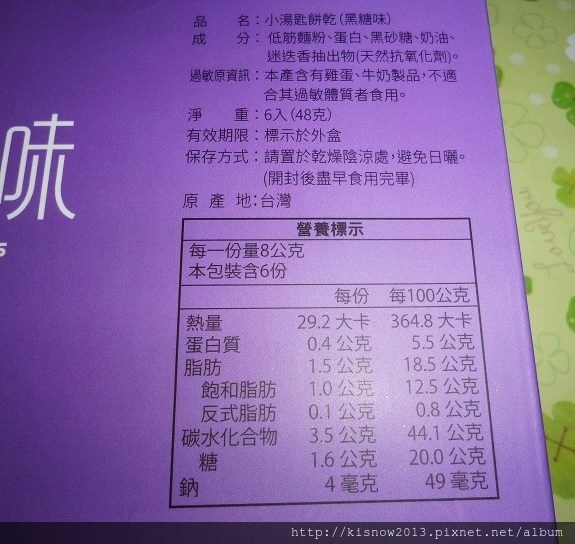 品 名：小湯匙餅乾(黑糖味)
成 分：低筋麵粉、蛋白、黑砂糖、奶油、
迷迭香抽出物(天然抗氧化劑)。
過敏原資訊：本產含有雞蛋、牛奶製品，不適
合其過敏體質者食用。
淨 重：6入(48克)
有效期限：標示於外盒
保存方式：請置於乾燥陰涼處，避免日曬。
(開封後盡早食用完畢)
原 產 地：台灣
味
s
營養標示
每一份量8公克
本包裝含6份
每份 每100公克
熱量 29.2 大卡 364.8 大卡
蛋白質 0.4 公克 5.5 公克
脂肪 1.5 公克 18.5 公克
飽和脂肪 1.0 公克 12.5 公克
反式脂肪 0.1 公克 0.8 公克
碳水化合物 3.5 公克 44.1 公克
糖 1.6 公克 20.0 公克
鈉 4 毫克 49 毫克
http://kisnow2013.pixnet.net/album